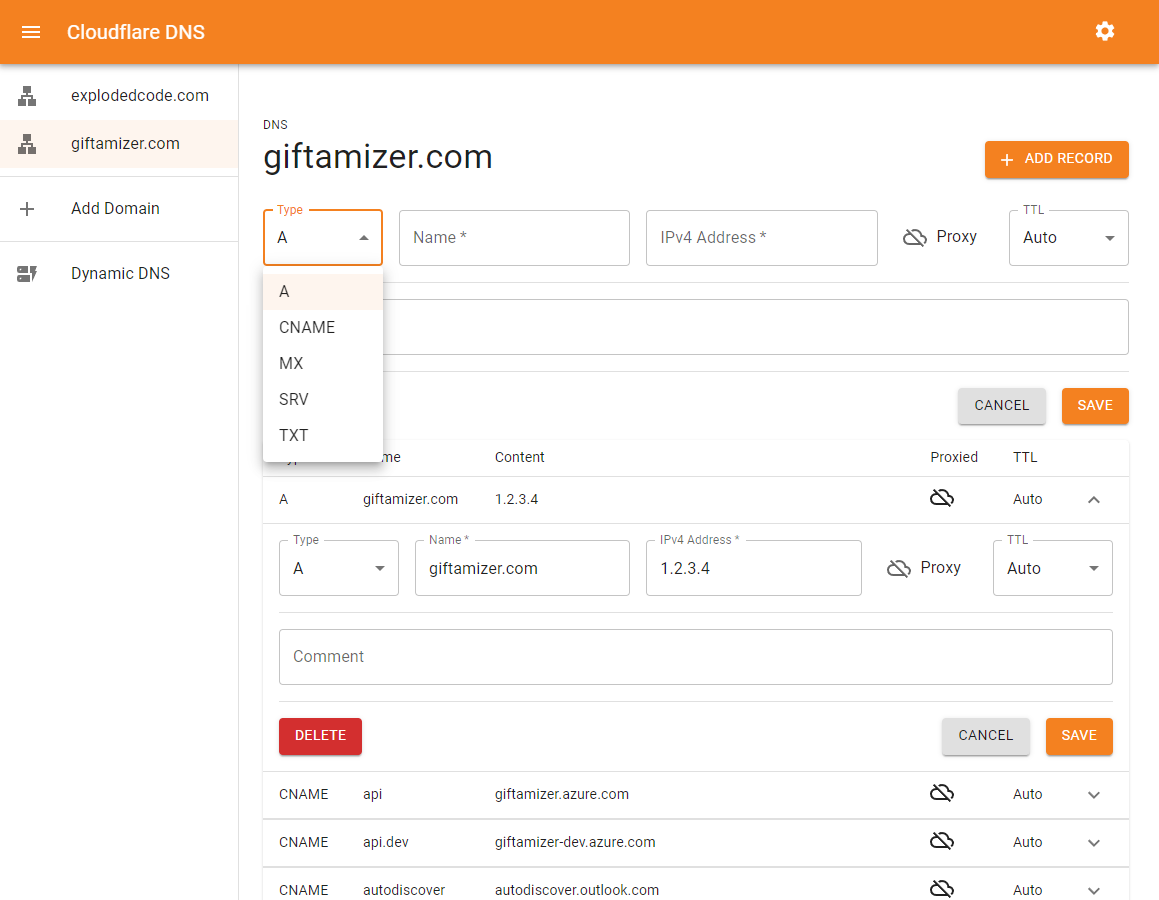 Cloudflare DNS
explodedcode.com
giftamizer.com
Add Domain
Dynamic DNS
DNS
giftamizer.com
ADD RECORD
Type
A
Name *
IPv4 Address *
Proxy
TTL
Auto
A
CNAME
MX
SRV
TXT
CANCEL
SAVE
Content
Proxied
TTL
A giftamizer.com 1.2.3.4 Auto
Type
A
Name *
giftamizer.com
IPv4 Address *
1.2.3.4
Proxy
TTL
Auto
Comment
DELETE
CANCEL
SAVE
CNAME api giftamizer.azure.com Auto
CNAME api.dev giftamizer-dev.azure.com Auto
CNAME autodiscover autodiscover.outlook.com Auto